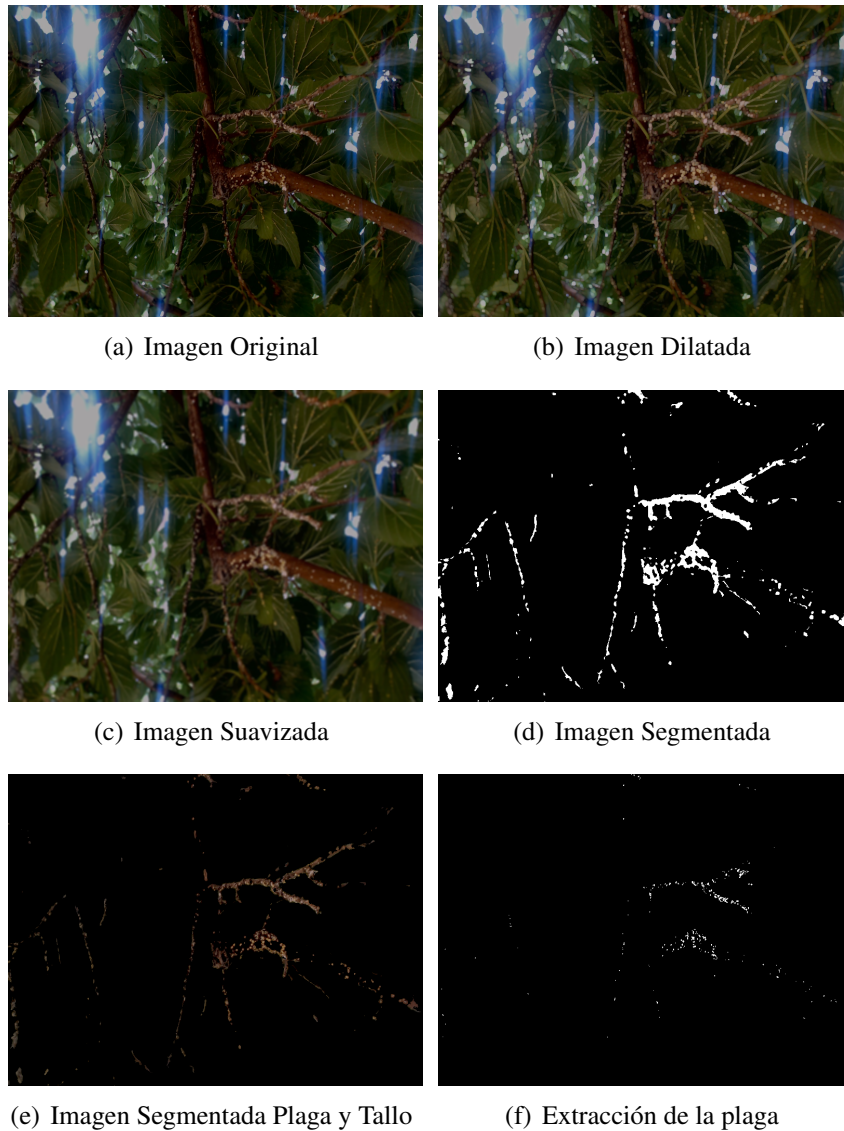 (a) Imagen Original
(b) Imagen Dilatada
(c) Imagen Suavizada
(d) Imagen Segmentada
(e) Imagen Segmentada Plaga y Tallo
(f) Extracción de la plaga